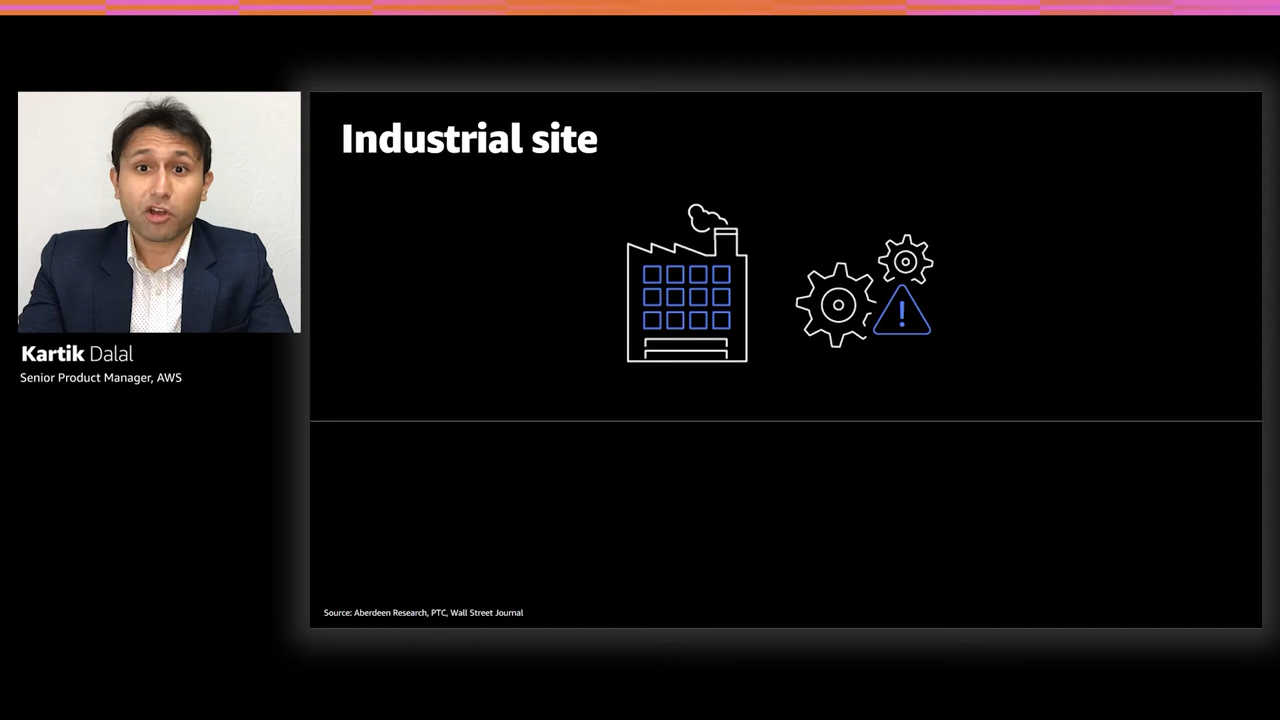 Industrial site
Kartik Dalal
Senior Product Manager, AWS
Source: Aberdeen Research, PTC, Wall Street Journal